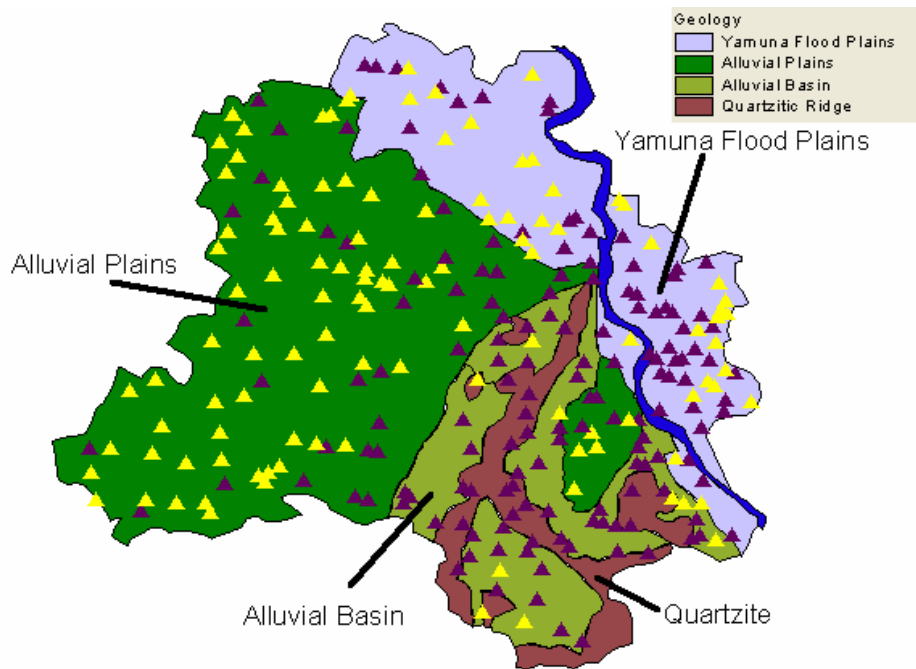 Geology
Yamuna Flood Plains
Alluvial Plains
Alluvial Basin
Quartzitic Ridge
Yamuna Flood Plains
Alluvial Plains
Alluvial Basin
Quartzite